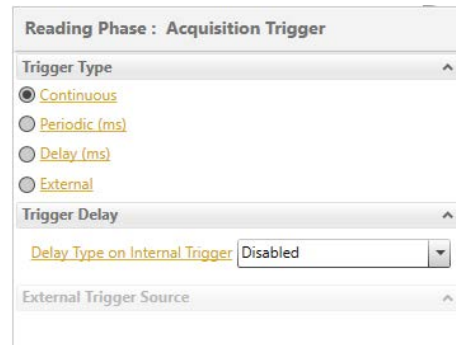 Reading Phase : Acquisition Trigger
Trigger Type
Continuous
Periodic (ms)
Delay (ms)
External
Trigger Delay
Delay Type on Internal Trigger Disabled
External Trigger Source